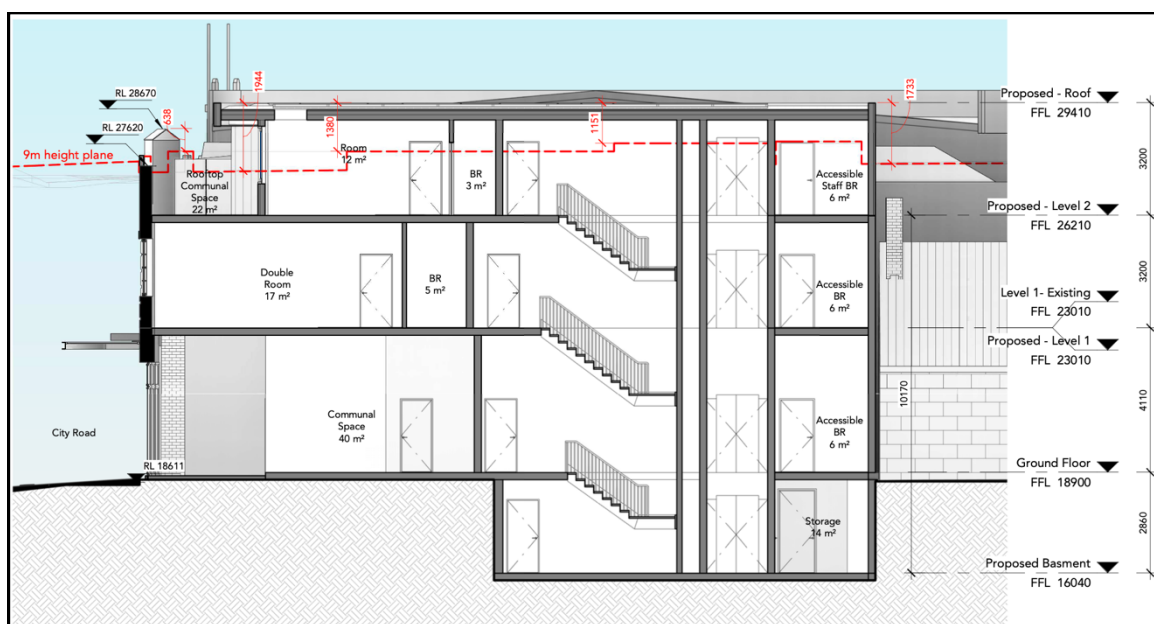 RL 28670
638
RL 27620
9m height plane
1944
1380
1151
1733
Room
12 m²
BR
3 m²
Accessible
Staff BR
6 m²
Rooftop
Communal
Space
22 m²
Double
Room
17 m²
BR
5 m²
Accessible
BR
6 m²
Communal
Space
40 m²
Accessible
BR
6 m²
City Road
RL 18611
Storage
14 m²
Proposed - Roof
FFL 29410
3200
Proposed - Level 2
FFL 26210
3200
Level 1- Existing
FFL 23010
Proposed - Level 1
FFL 23010
10170
4110
Ground Floor
FFL 18900
2860
Proposed Basment
FFL 16040